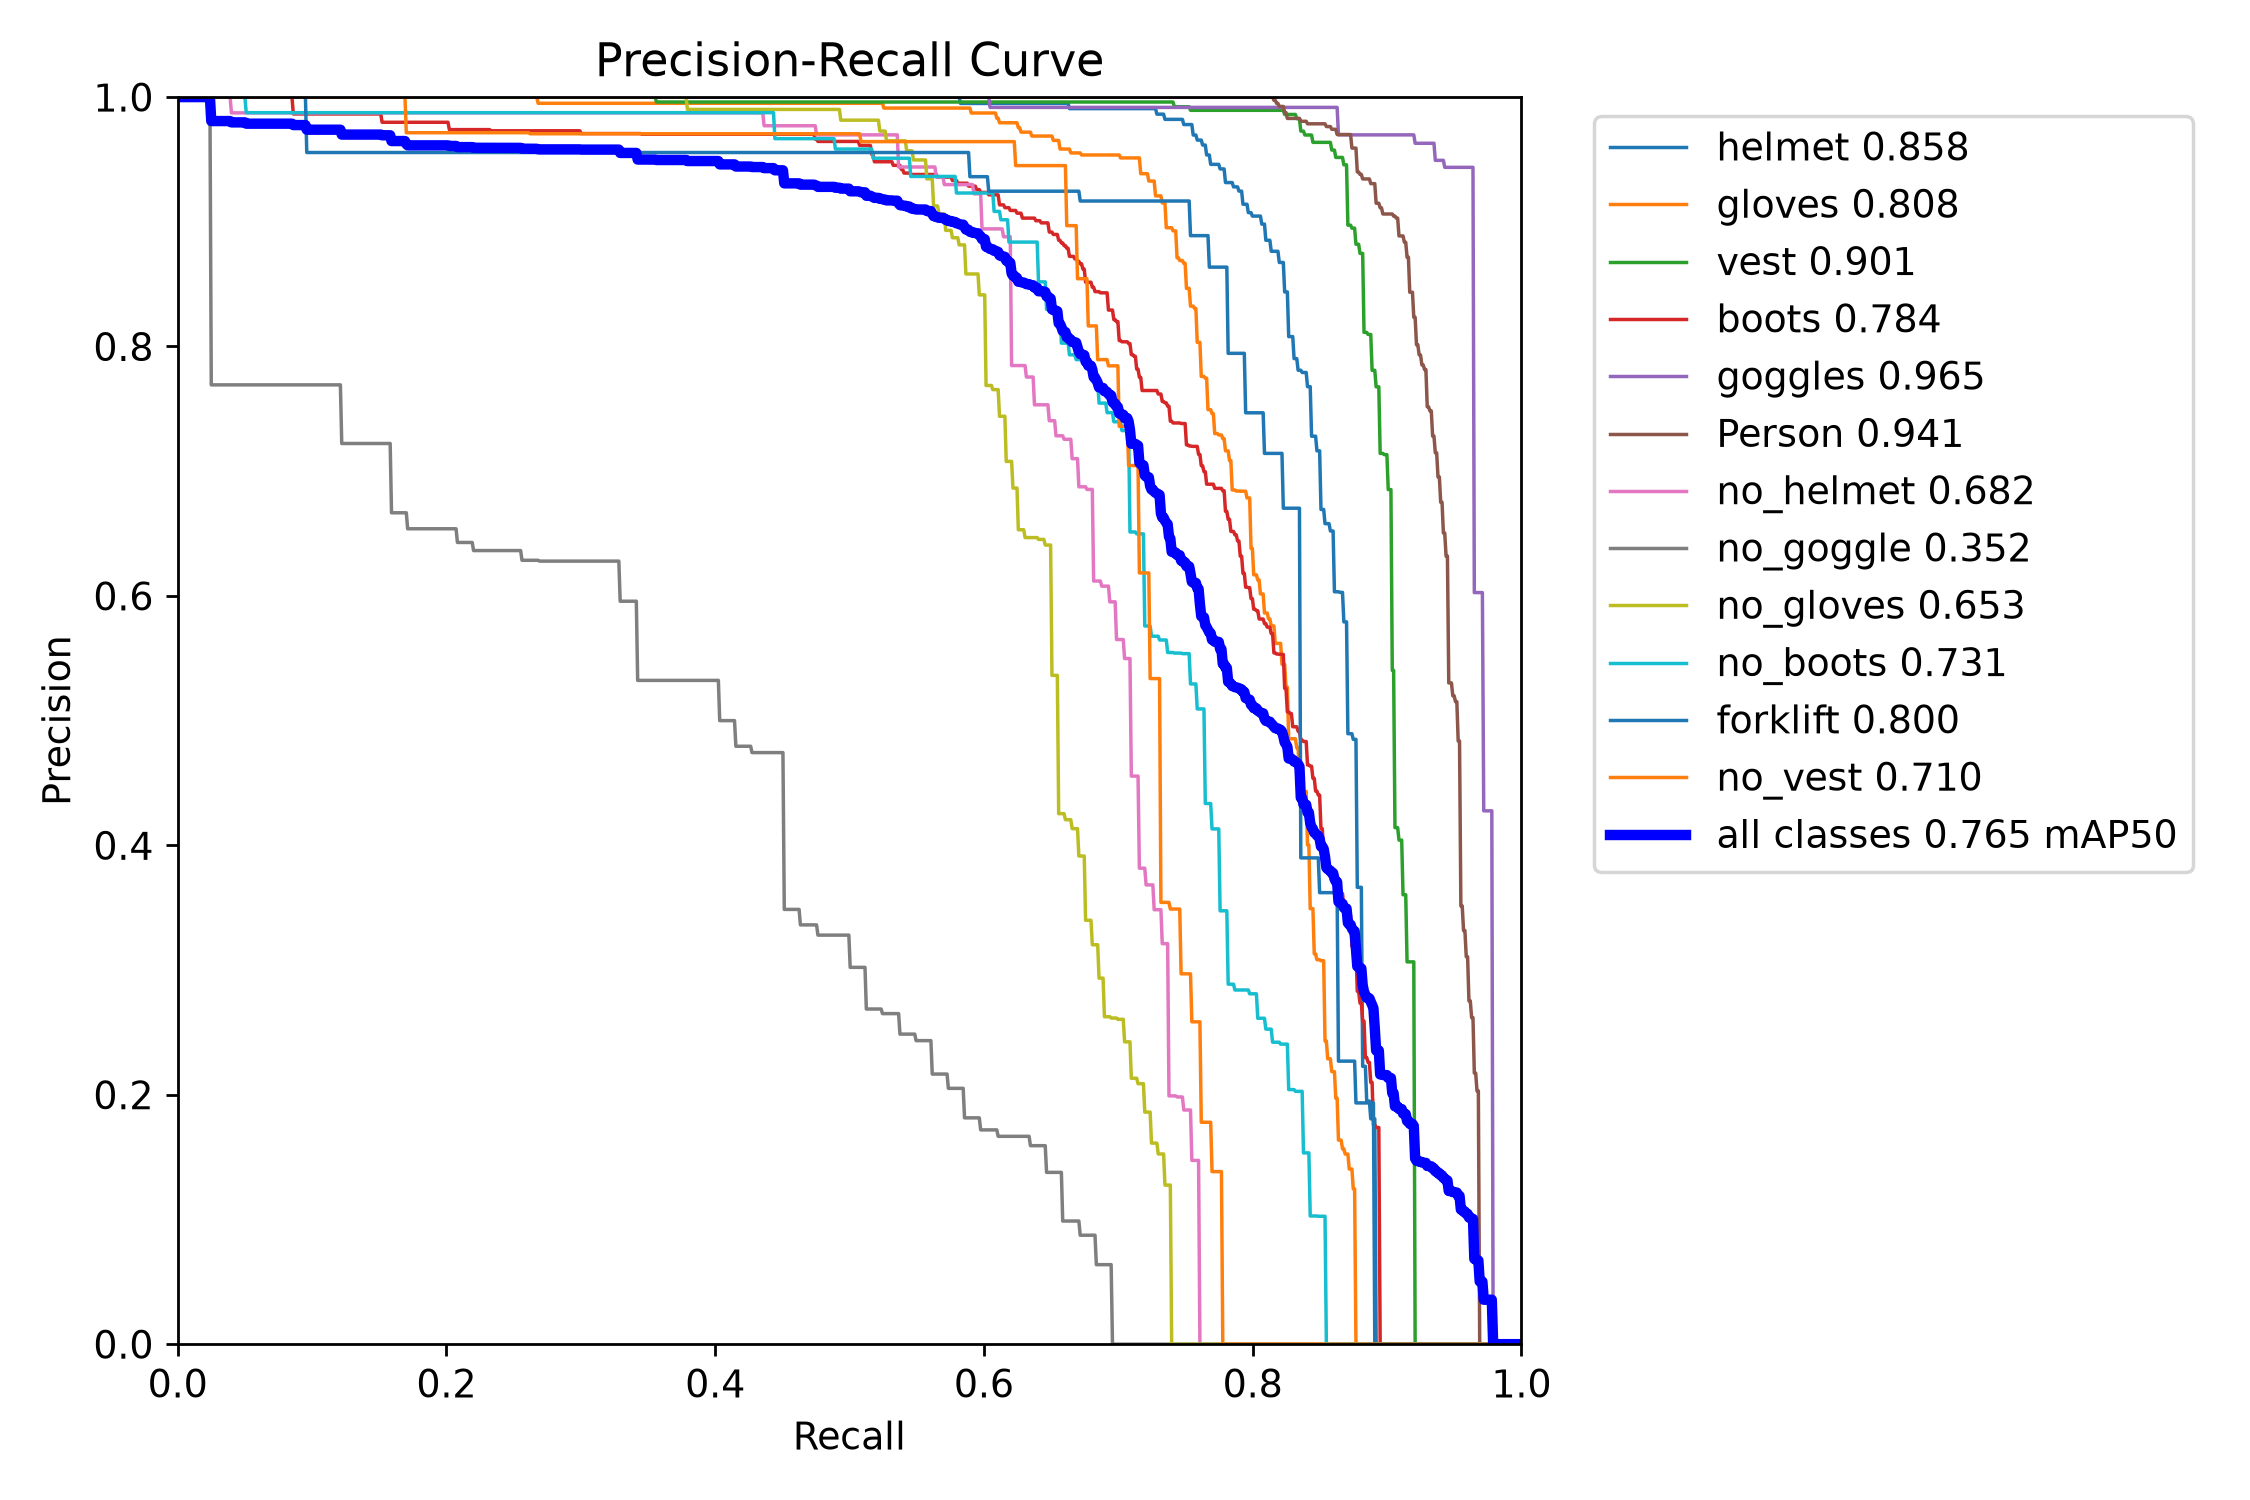 Precision-Recall Curve
1.0
0.8
0.6
0.4
0.2
0.0
Precision
0.0 0.2 0.4 0.6 0.8 1.0
Recall
helmet 0.858
gloves 0.808
vest 0.901
boots 0.784
goggles 0.965
Person 0.941
no_helmet 0.682
no_goggle 0.352
no_gloves 0.653
no_boots 0.731
forklift 0.800
no_vest 0.710
all classes 0.765 mAP50